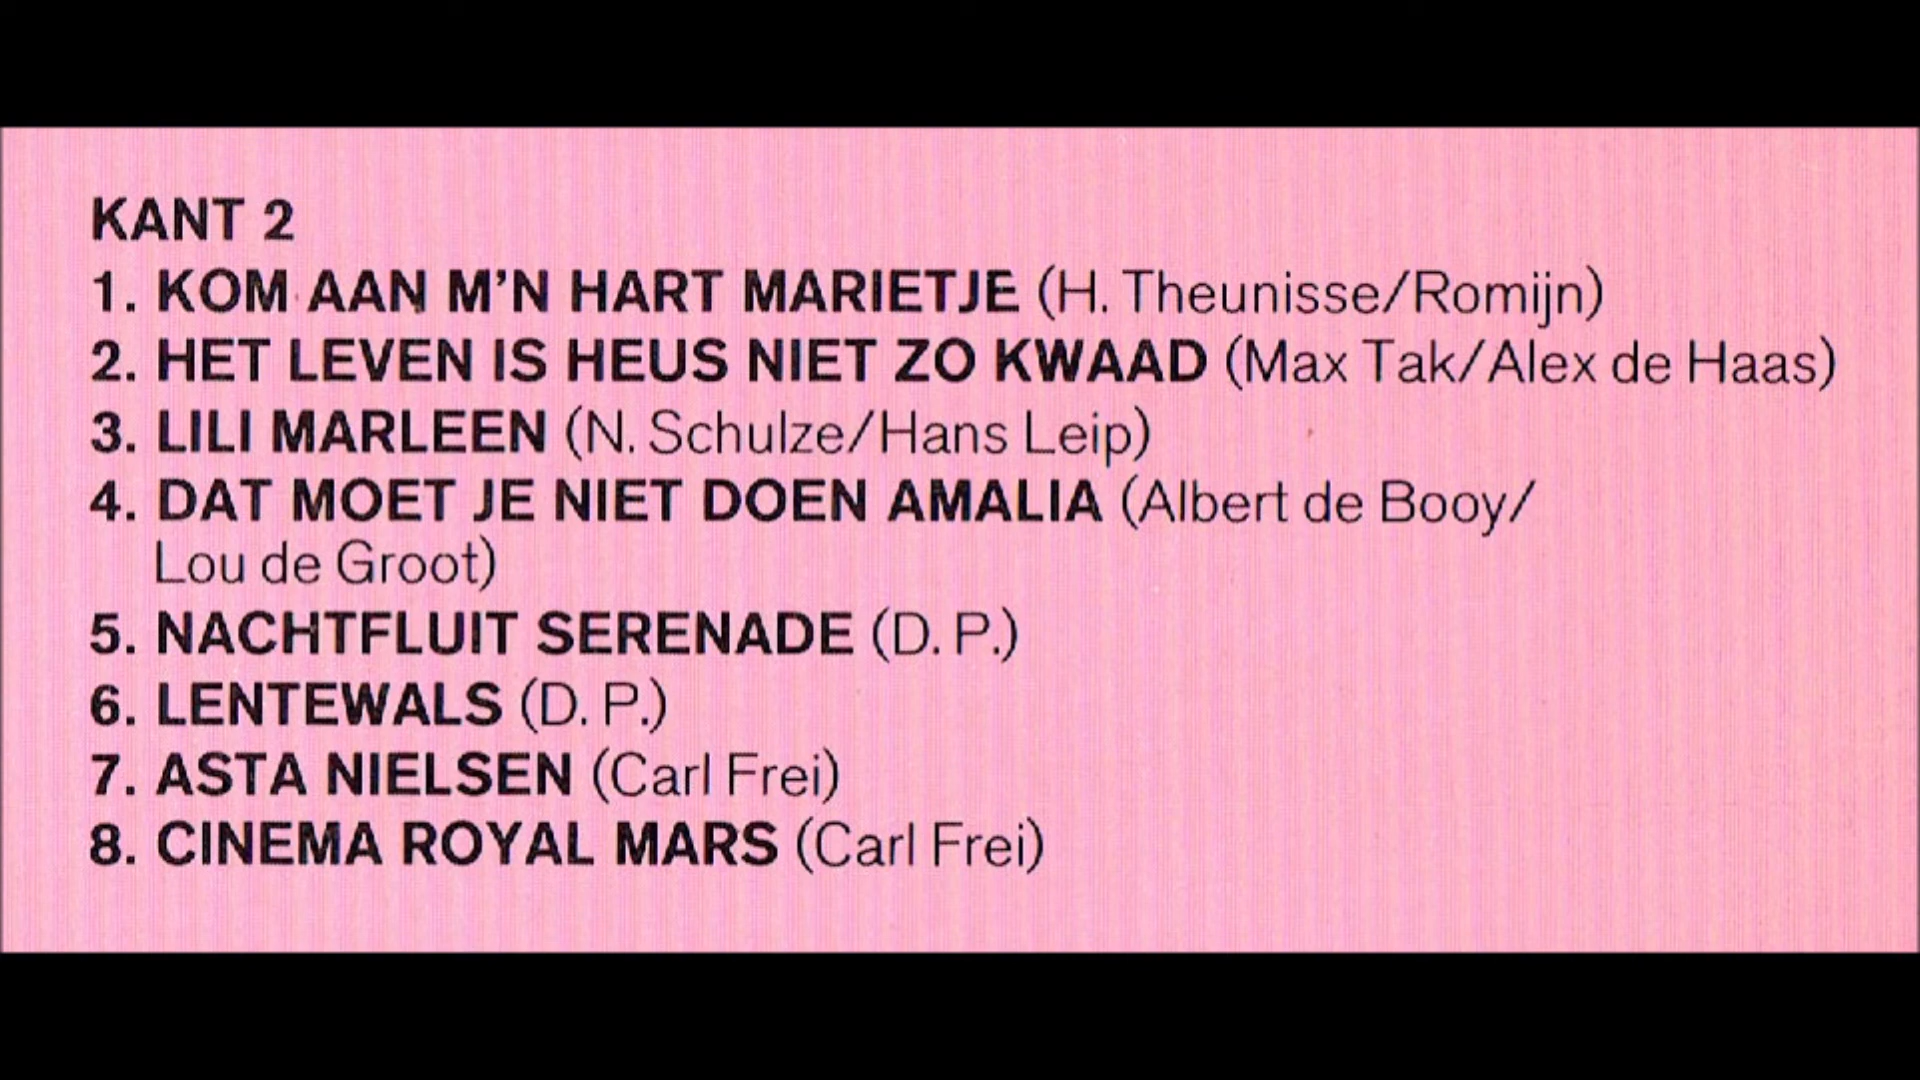 KANT 2
1. KOM AAN M'N HART MARIETJE (H. Theunisse/Romijn)
2. HET LEVEN IS HEUS NIET ZO KWAAD (Max Tak/Alex de Haas)
3. LILI MARLEEN (N. Schulze/Hans Leip)
4. DAT MOET JE NIET DOEN AMALIA (Albert de Booy/
Lou de Groot)
5. NACHTFLUIT SERENADE (D. P.)
6. LENTEWALS (D. P.)
7. ASTA NIELSEN (Carl Frei)
8. CINEMA ROYAL MARS (Carl Frei)